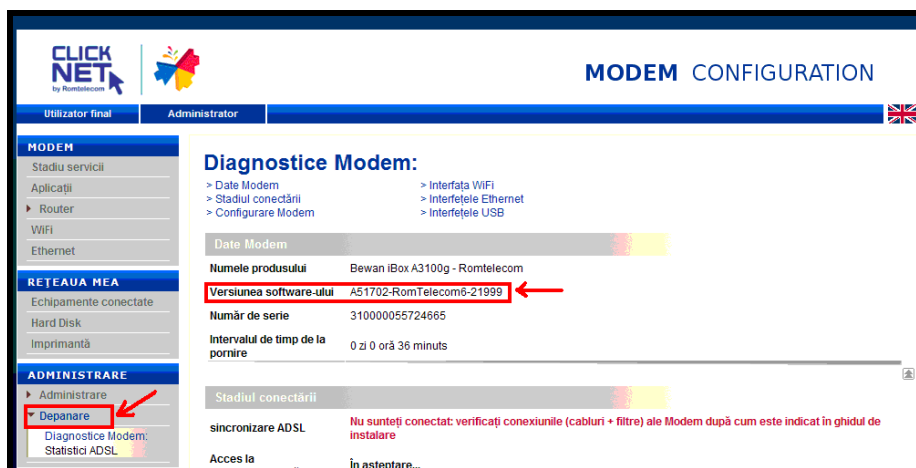 CLICK
NET
by Romtelecom
MODEM CONFIGURATION
Utilizator final
Administrator
MODEM
Stadiu servicii
Aplicații
Router
WiFi
Ethernet
REȚEAUA MEA
Echipamente conectate
Hard Disk
Imprimantă
ADMINISTRARE
Administrare
Depanare
Diagnostice Modem:
Statistici ADSL
Diagnostice Modem:
> Date Modem
> Interfața WiFi
> Stadiul conectării
> Interfețele Ethernet
> Configurare Modem
> Interfețele USB
Date Modem
Numele produsului Bewan iBox A3100g - Romtelecom
Versiunea software-ului A51702-RomTelecom6-21999
Număr de serie 310000055724665
Intervalul de timp de la
pornire
0 zi 0 oră 36 minuts
Stadiul conectării
sincronizare ADSL
Nu sunteți conectat: verificați conexiunile (cabluri + filtre) ale Modem după cum este indicat în ghidul de
instalare
Acces la
În așteptare...